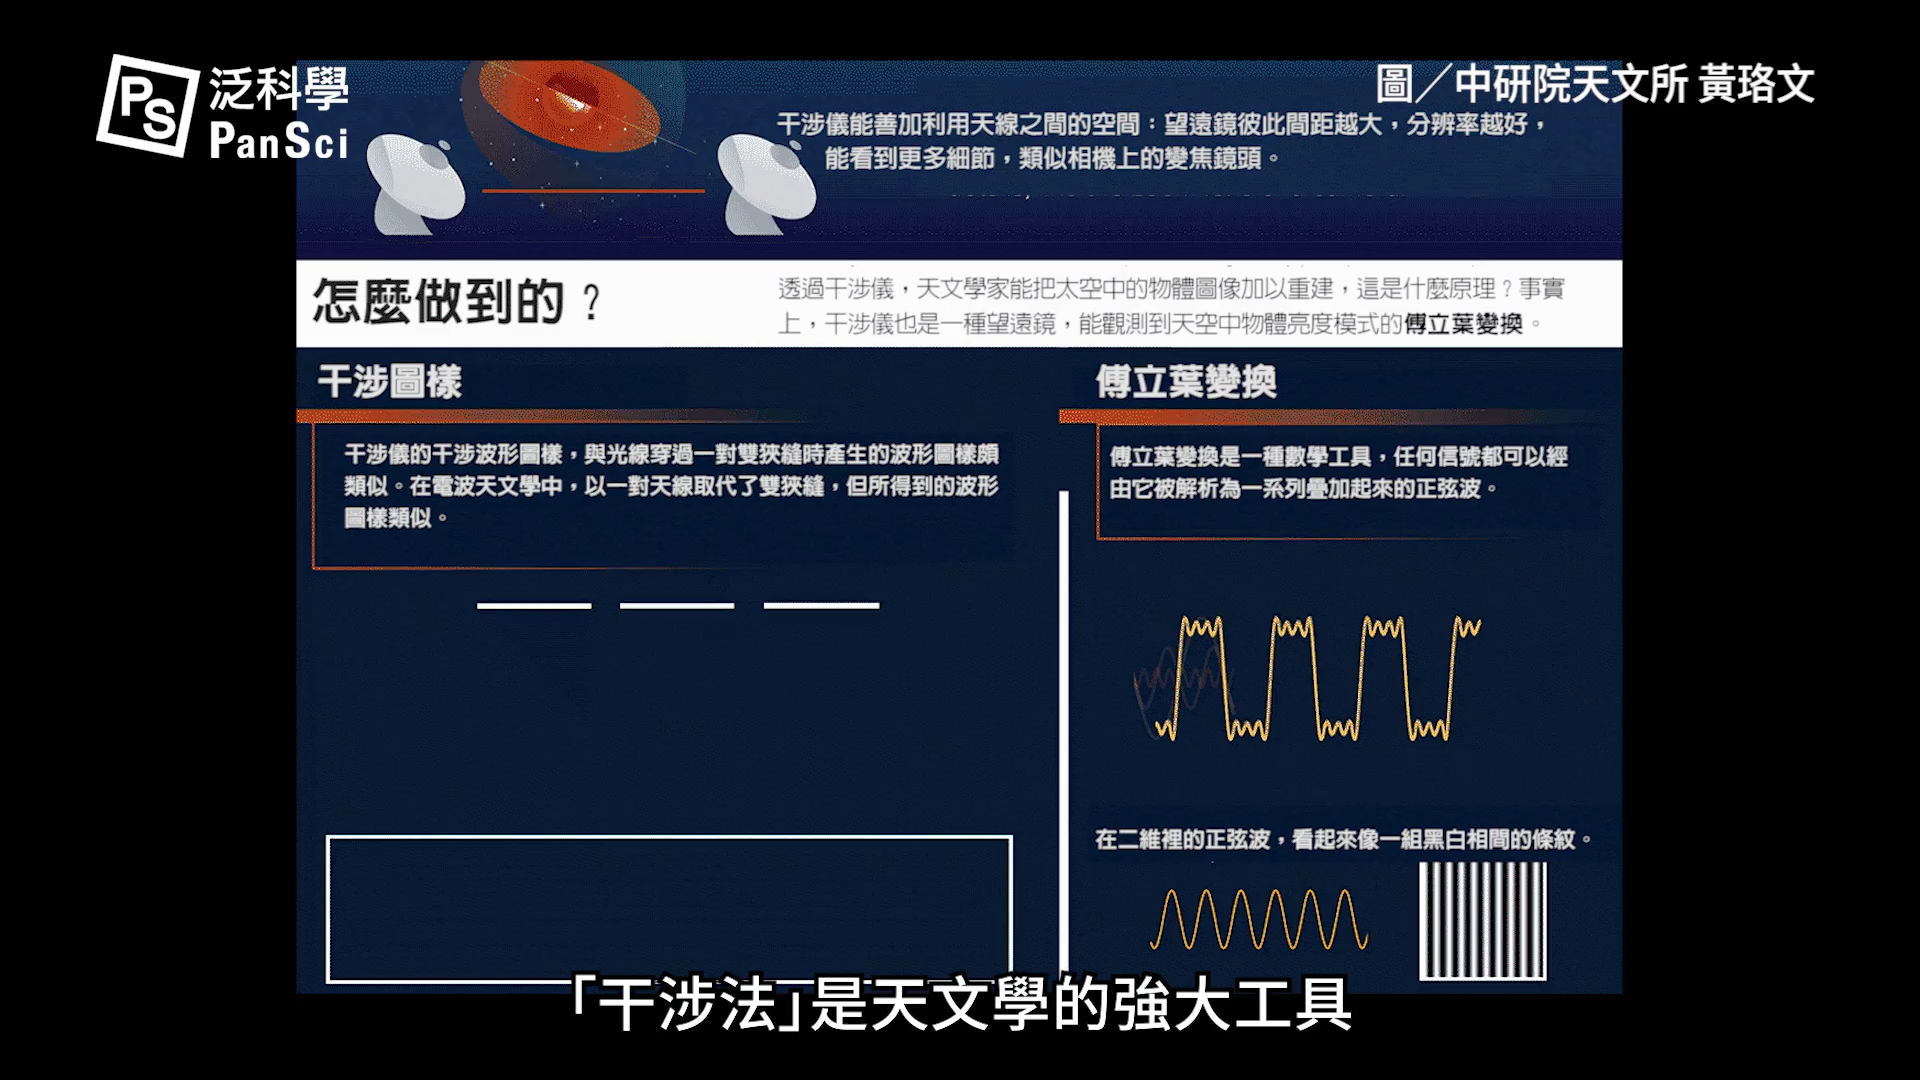 PS 泛科學
PanSci
圖／中研院天文所 黃珞文
干涉儀能善加利用天線之間的空間：望遠鏡彼此間距越大，分辨率越好，
能看到更多細節，類似相機上的變焦鏡頭。
怎麼做到的？
透過干涉儀，天文學家能把太空中的物體圖像加以重建，這是什麼原理？事實
上，干涉儀也是一種望遠鏡，能觀測到天空中物體亮度模式的傅立葉變換。
干涉圖樣
干涉儀的干涉波形圖樣，與光線穿過一對雙狹縫時產生的波形圖樣頗
類似。在電波天文學中，以一對天線取代了雙狹縫，但所得到的波形
圖樣類似。
傅立葉變換
傅立葉變換是一種數學工具，任何信號都可以經
由它被解析為一系列疊加起來的正弦波。
在二維裡的正弦波，看起來像一組黑白相間的條紋。
「干涉法」是天文學的強大工具